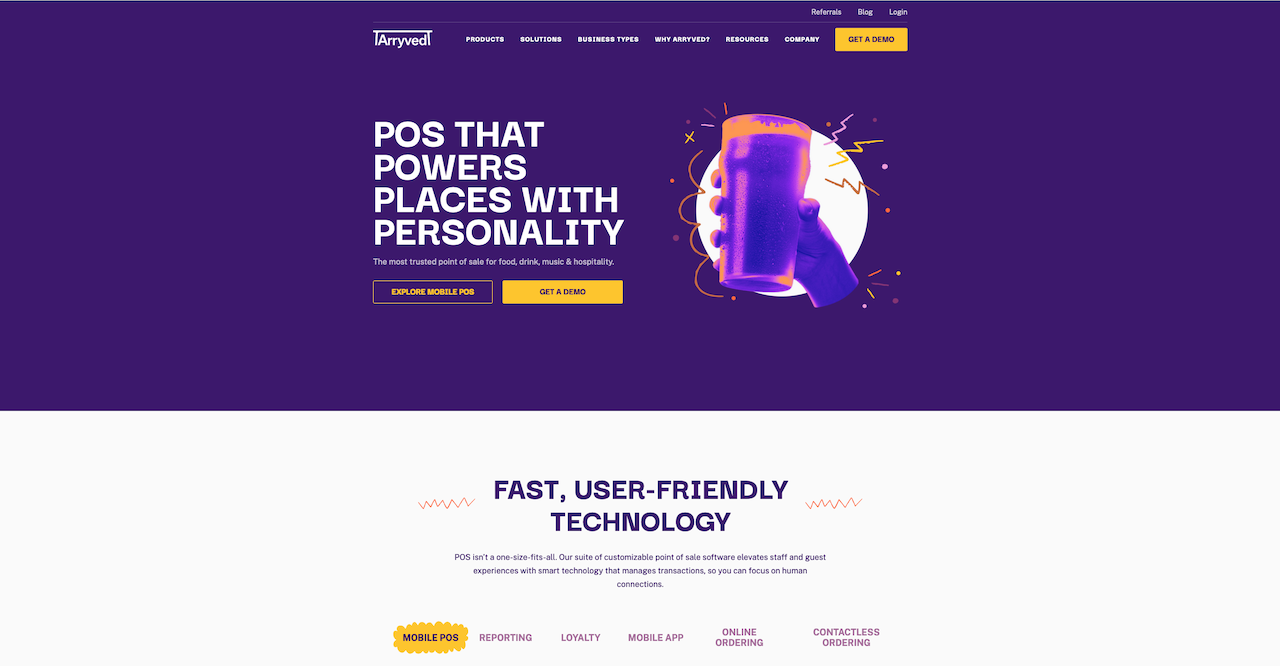 Referrals Blog Login
Arryved
PRODUCTS SOLUTIONS BUSINESS TYPES WHY ARRYVED? RESOURCES COMPANY GET A DEMO
POS THAT
POWERS
PLACES WITH
PERSONALITY
The most trusted point of sale for food, drink, music & hospitality.
EXPLORE MOBILE POS GET A DEMO
FAST, USER-FRIENDLY
TECHNOLOGY
POS isn't a one-size-fits-all. Our suite of customizable point of sale software elevates staff and guest
experiences with smart technology that manages transactions, so you can focus on human
connections.
MOBILE POS REPORTING LOYALTY MOBILE APP ONLINE ORDERING CONTACTLESS ORDERING